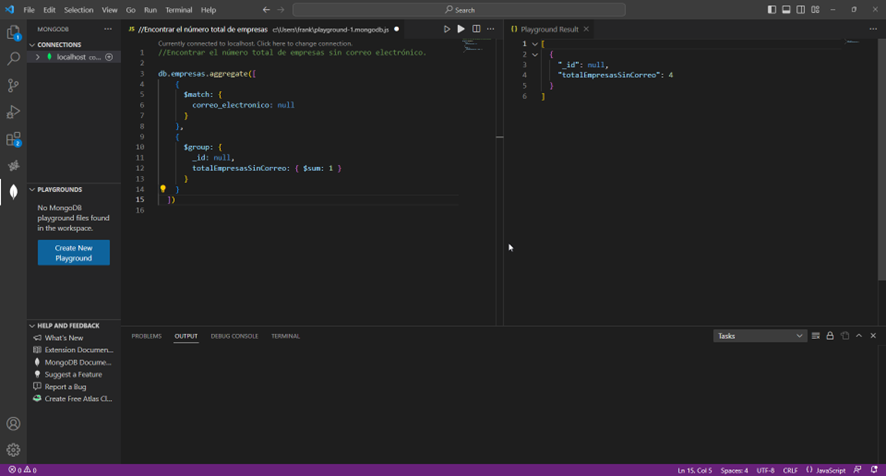 File Edit Selection View Go Run Terminal Help
Search
MONGODB
CONNECTIONS
localhost co...
PLAYGROUNDS
No MongoDB
playground files found
in the workspace.
Create New
Playground
HELP AND FEEDBACK
What's New
Extension Documen...
MongoDB Docume...
Suggest a Feature
Report a Bug
Create Free Atlas Cl...
JS //Encontrar el número total de empresas c:\Users\frank\playground-1.mongodb.js
Currently connected to localhost. Click here to change connection.
1 //Encontrar el número total de empresas sin correo electrónico.
2
3 db.empresas.aggregate([
4 {
5 $match: {
6 correo_electronico: null
7 }
8 },
9 {
10 $group: {
11 _id: null,
12 totalEmpresasSinCorreo: { $sum: 1 }
13 }
14 }
15 ])
16
{} Playground Result
1 [
2 {
3 "_id": null,
4 "totalEmpresasSinCorreo": 4
5 }
6 ]
PROBLEMS OUTPUT DEBUG CONSOLE TERMINAL
Tasks
0 0
Ln 15, Col 5 Spaces: 4 UTF-8 CRLF {} JavaScript